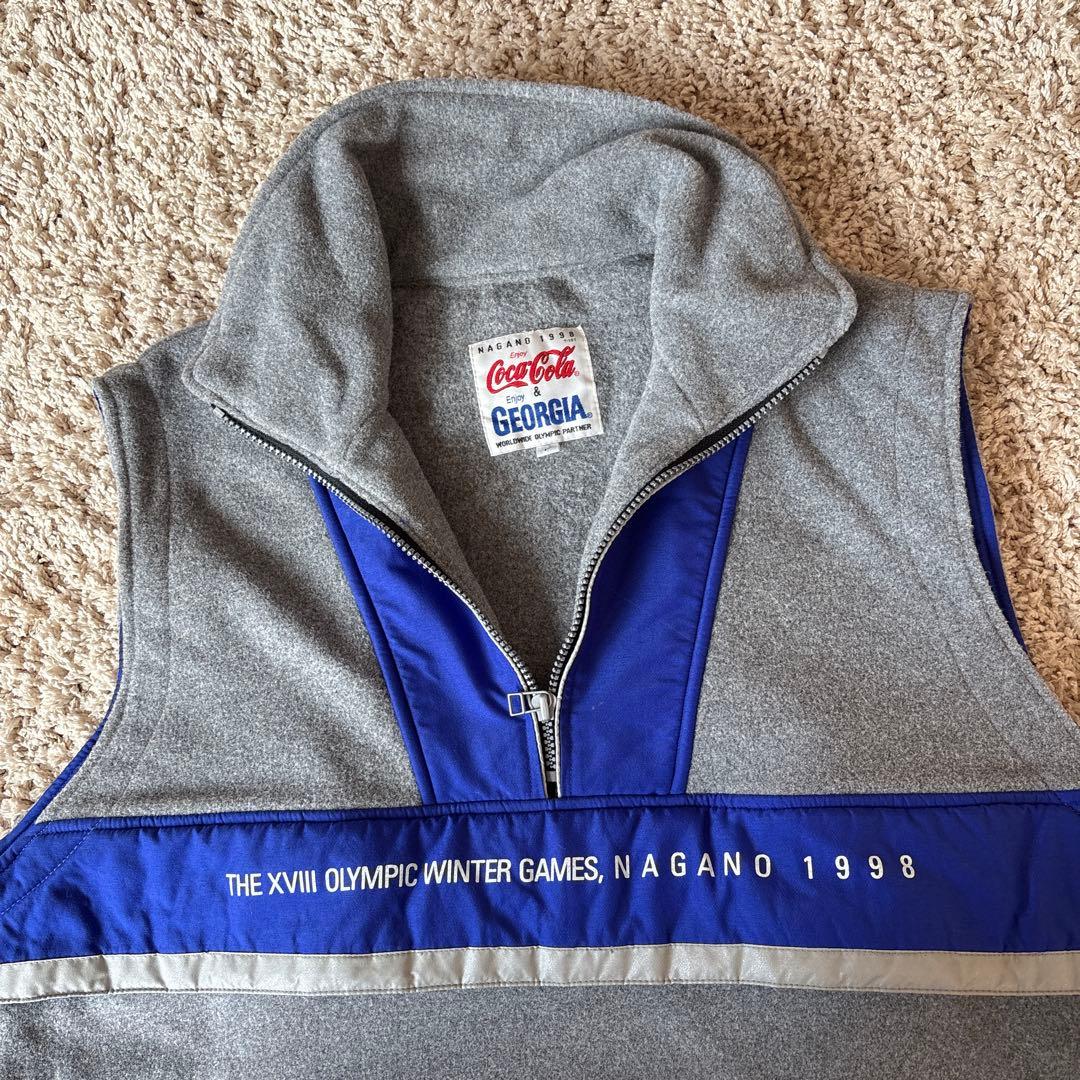 NAGANO 1998
Enjoy
Coca-Cola®
Enjoy &
GEORGIA®
WORLDWIDE OLYMPIC PARTNER
THE XVIII OLYMPIC WINTER GAMES, NAGANO 1998